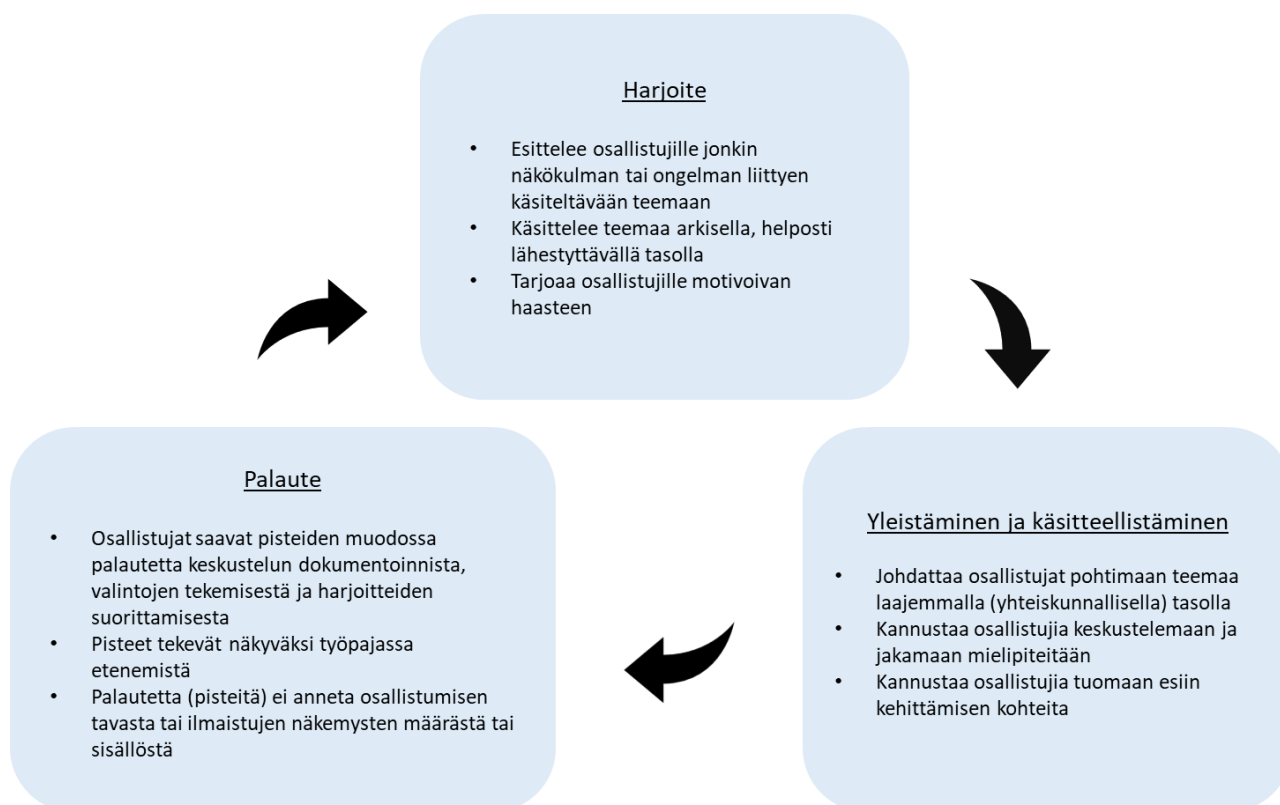 Harjoite
• Esittelee osallistujille jonkin
näkökulman tai ongelman liittyen
käsiteltävään teemaan
• Käsittelee teemaa arkisella, helposti
lähestyttävällä tasolla
• Tarjoaa osallistujille motivoivan
haasteen
Palaute
• Osallistujat saavat pisteiden muodossa
palautetta keskustelun dokumentoinnista,
valintojen tekemisestä ja harjoitteiden
suorittamisesta
• Pisteet tekevät näkyväksi työpajassa
etenemistä
• Palautetta (pisteitä) ei anneta osallistumisen
tavasta tai ilmaistujen näkemysten määrästä tai
sisällöstä
Yleistäminen ja käsitteellistäminen
• Johdattaa osallistujat pohtimaan teemaa
laajemmalla (yhteiskunnallisella) tasolla
• Kannustaa osallistujia keskustelemaan ja
jakamaan mielipiteitään
• Kannustaa osallistujia tuomaan esiin
kehittämisen kohteita